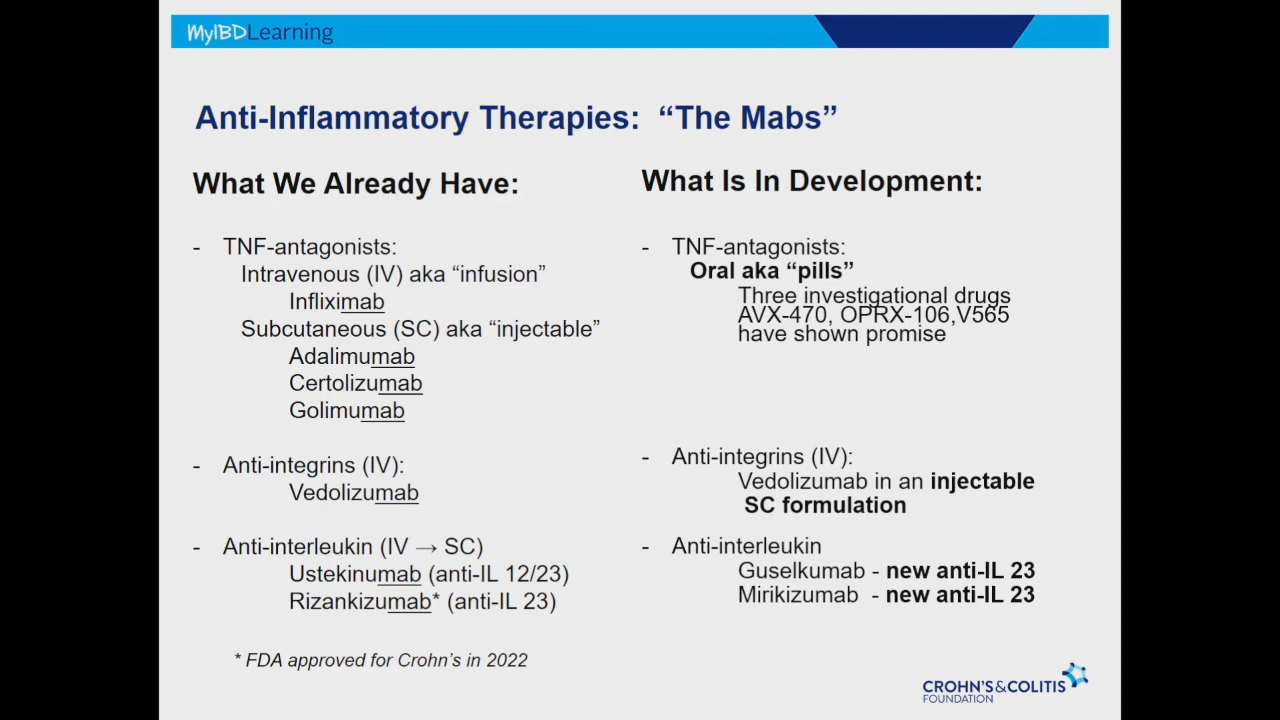 MyIBDLearning
Anti-Inflammatory Therapies: “The Mabs”
What We Already Have:
- TNF-antagonists:
Intravenous (IV) aka “infusion”
Infliximab
Subcutaneous (SC) aka “injectable”
Adalimumab
Certolizumab
Golimumab
- Anti-integrins (IV):
Vedolizumab
- Anti-interleukin (IV → SC)
Ustekinumab (anti-IL 12/23)
Rizankizumab* (anti-IL 23)
* FDA approved for Crohn’s in 2022
What Is In Development:
- TNF-antagonists:
Oral aka “pills”
Three investigational drugs
AVX-470, OPRX-106,V565
have shown promise
- Anti-integrins (IV):
Vedolizumab in an injectable
SC formulation
- Anti-interleukin
Guselkumab - new anti-IL 23
Mirikizumab - new anti-IL 23
CROHN’S&COLITIS
FOUNDATION